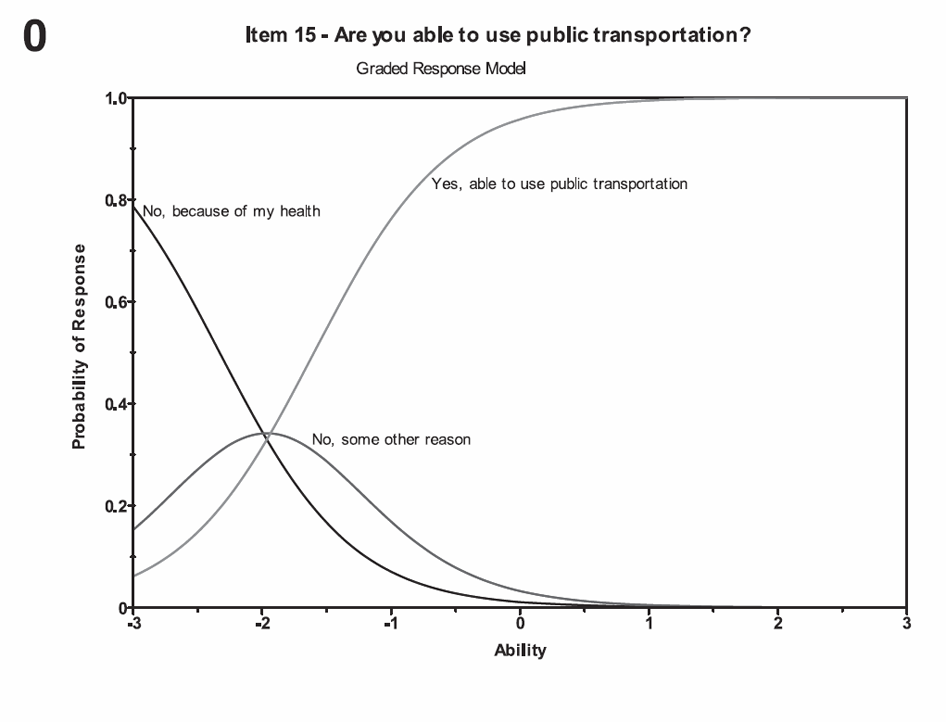 0
Item 15 - Are you able to use public transportation?
Graded Response Model
1.0
Yes, able to use public transportation
0.8
No, because of my health
0.6
Probability of Response
0.4
No, some other reason
0.2
0
-3 -2 -1 0 1 2 3
Ability